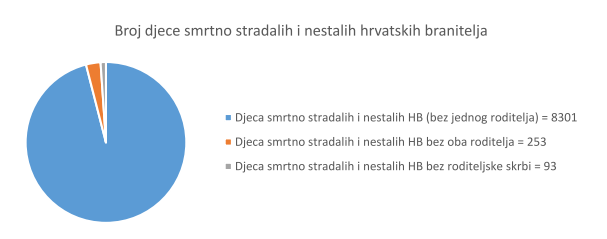 Broj djece smrtno stradalih i nestalih hrvatskih branitelja
Djeca smrtno stradalih i nestalih HB (bez jednog roditelja) = 8301
Djeca smrtno stradalih i nestalih HB bez oba roditelja = 253
Djeca smrtno stradalih i nestalih HB bez roditeljske skrbi = 93